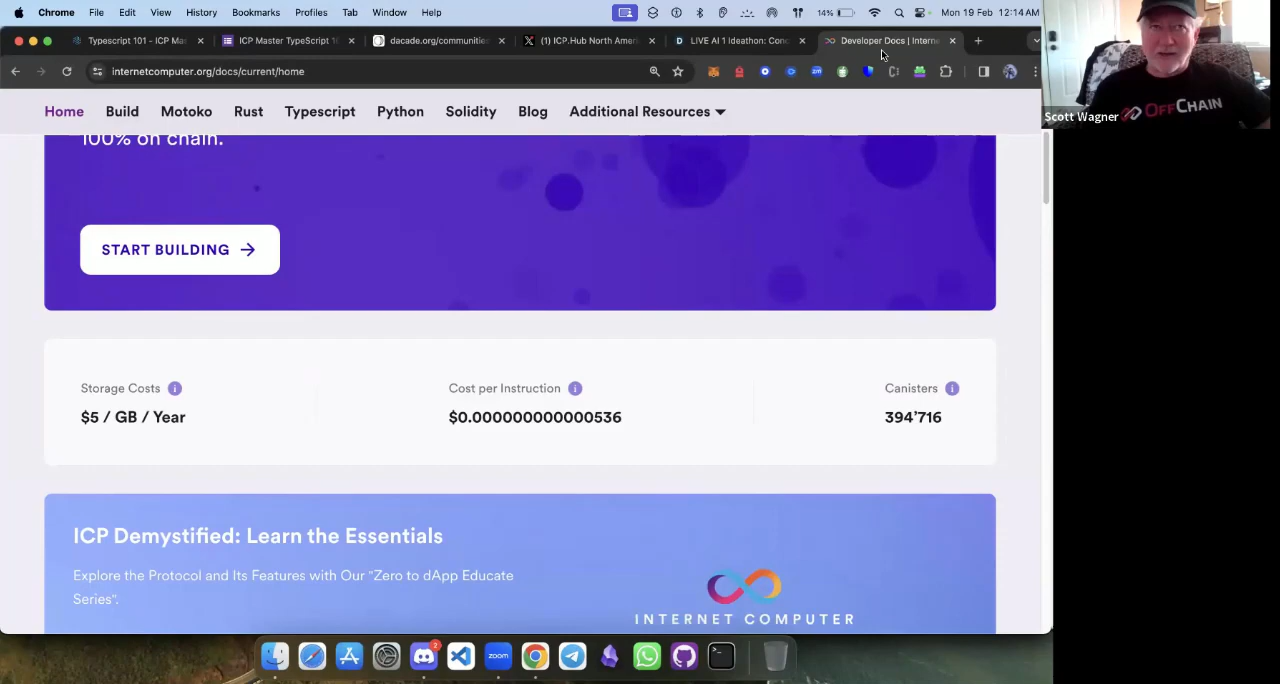 Chrome File Edit View History Bookmarks Profiles Tab Window Help 14% Mon 19 Feb 12:14 AM
Typescript 101 - ICP Ma ICP Master TypeScript 1 dacade.org/communitie (1) ICP.Hub North Amer LIVE AI 1 Ideathon: Con Developer Docs | Intern
internetcomputer.org/docs/current/home
Home Build Motoko Rust Typescript Python Solidity Blog Additional Resources
100% on chain.
START BUILDING
Storage Costs Cost per Instruction Canisters
$5 / GB / Year $0.000000000000536 394'716
ICP Demystified: Learn the Essentials
Explore the Protocol and Its Features with Our "Zero to dApp Educate
Series".
INTERNET COMPUTER
2
zoom
OFFCHAIN
Scott Wagner